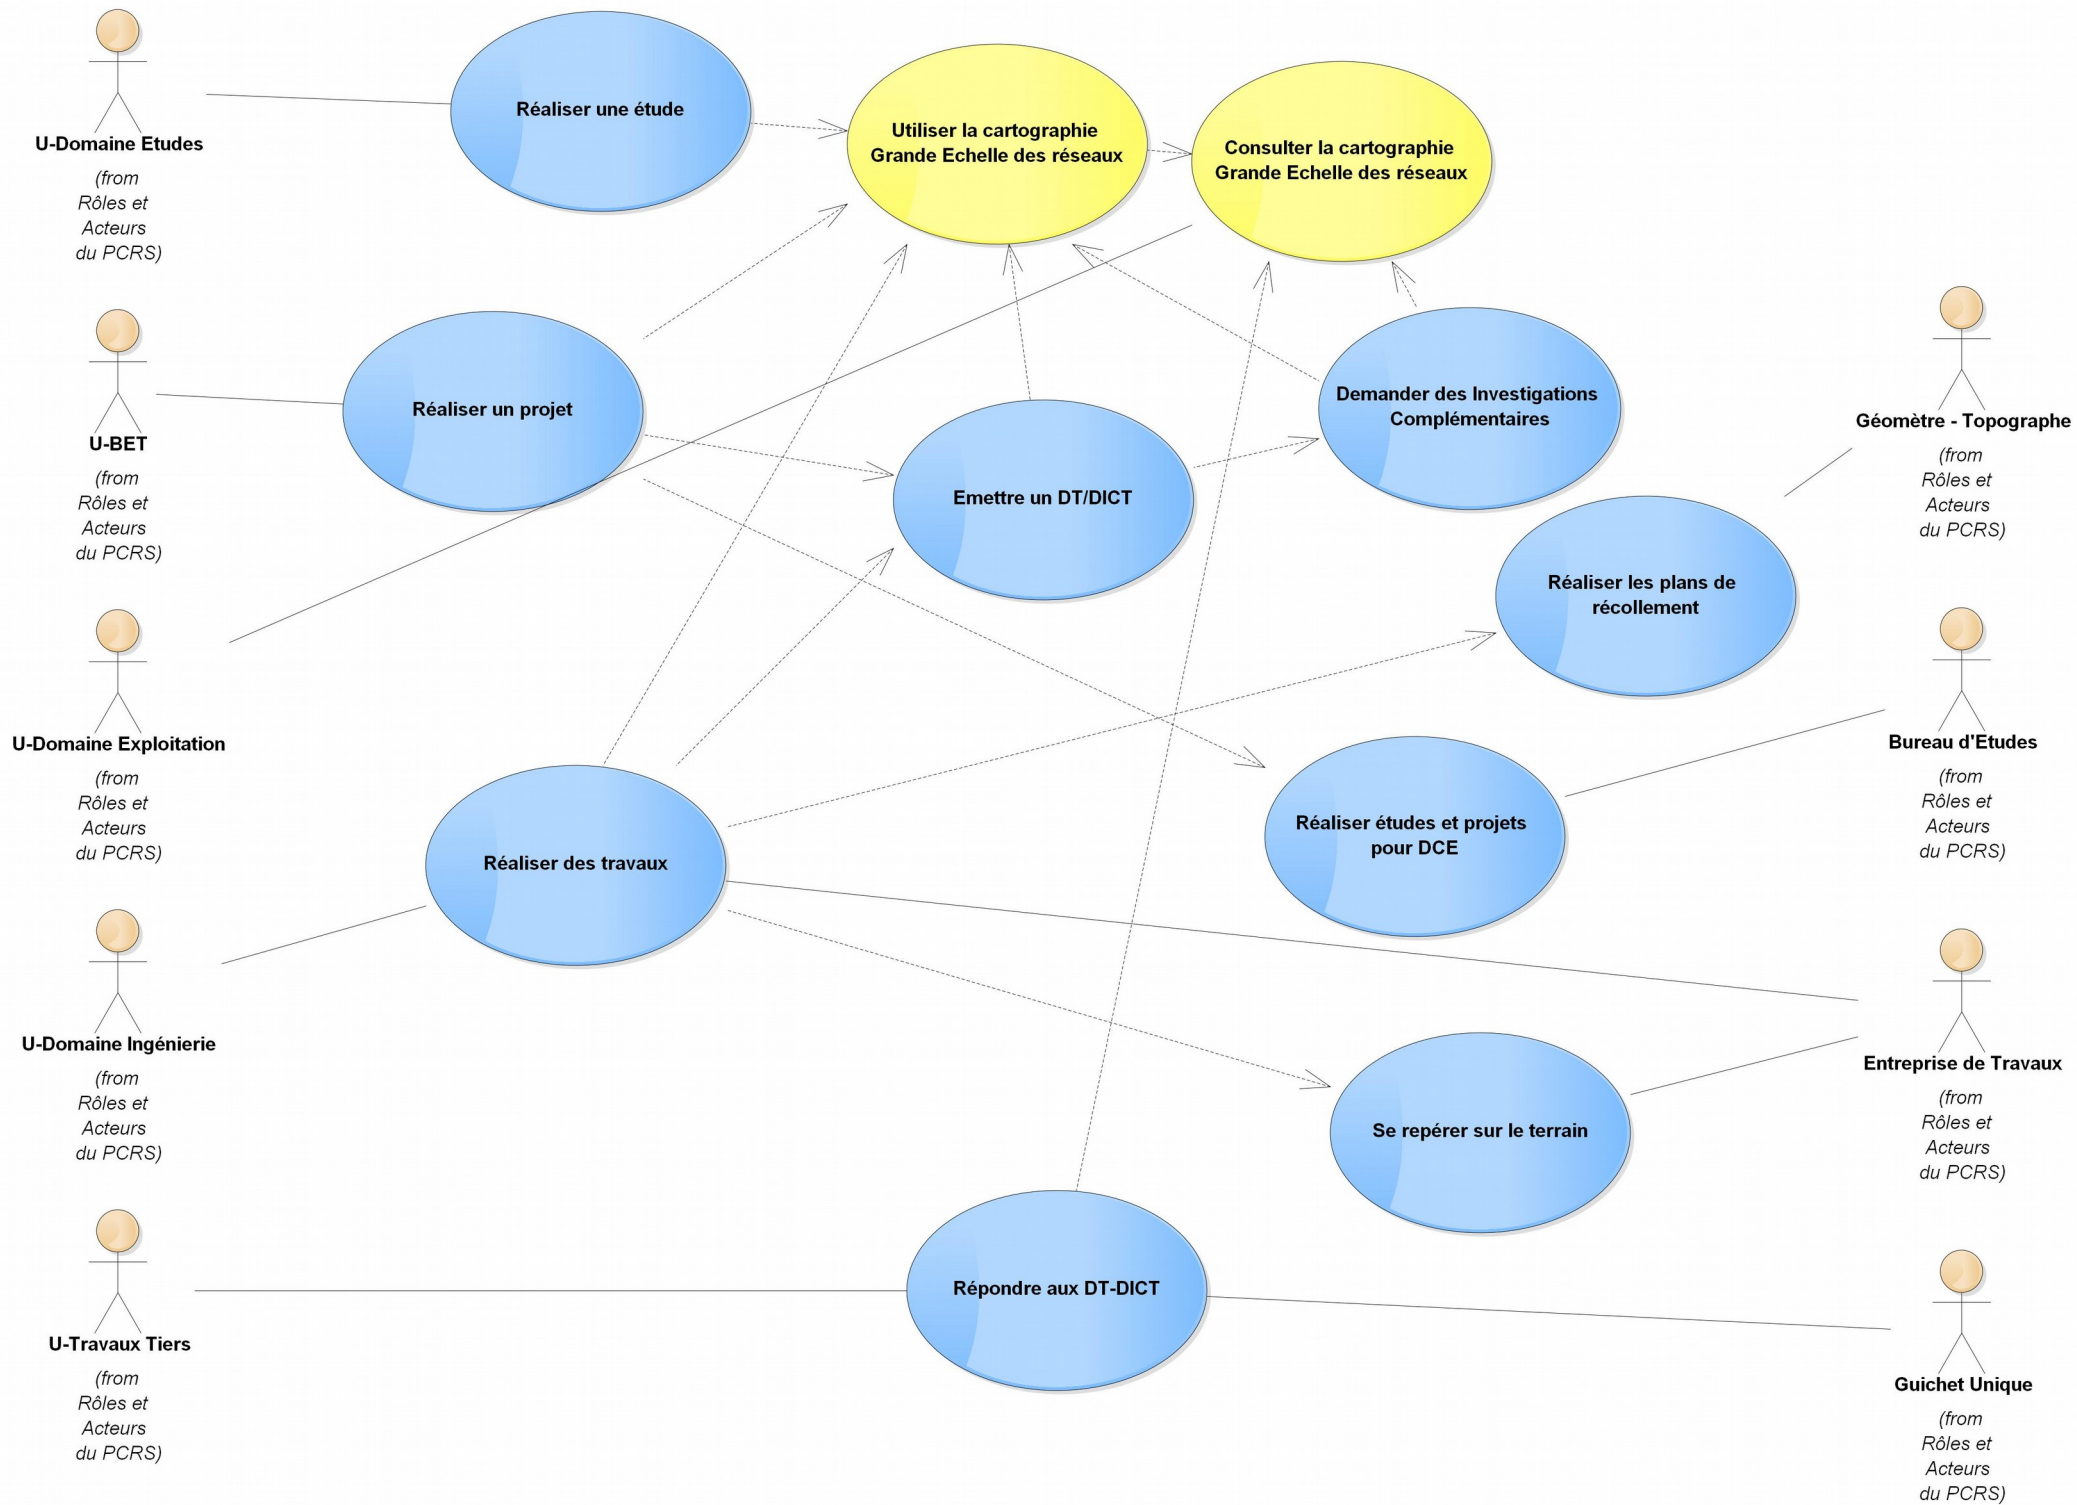 Réaliser une étude
Utiliser la cartographie
Grande Echelle des réseaux
Consulter la cartographie
Grande Echelle des réseaux
U-Domaine Etudes
(from
Rôles et
Acteurs
du PCRS)
Réaliser un projet
U-BET
(from
Rôles et
Acteurs
du PCRS)
Demander des Investigations
Complémentaires
Géomètre - Topographe
(from
Rôles et
Acteurs
du PCRS)
Emettre un DT/DICT
Réaliser les plans de
récollement
U-Domaine Exploitation
(from
Rôles et
Acteurs
du PCRS)
Bureau d'Etudes
(from
Rôles et
Acteurs
du PCRS)
Réaliser des travaux
Réaliser études et projets
pour DCE
U-Domaine Ingénierie
(from
Rôles et
Acteurs
du PCRS)
Entreprise de Travaux
(from
Rôles et
Acteurs
du PCRS)
Se repérer sur le terrain
Répondre aux DT-DICT
U-Travaux Tiers
(from
Rôles et
Acteurs
du PCRS)
Guichet Unique
(from
Rôles et
Acteurs
du PCRS)